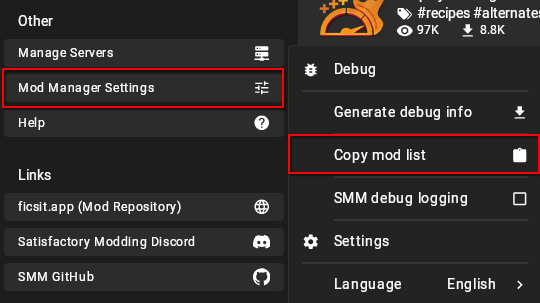 Other
Manage Servers
Mod Manager Settings
Help
Links
ficsit.app (Mod Repository)
Satisfactory Modding Discord
SMM GitHub
#recipes #alternates
97K 8.8K
Debug
Generate debug info
Copy mod list
SMM debug logging
Settings
Language English